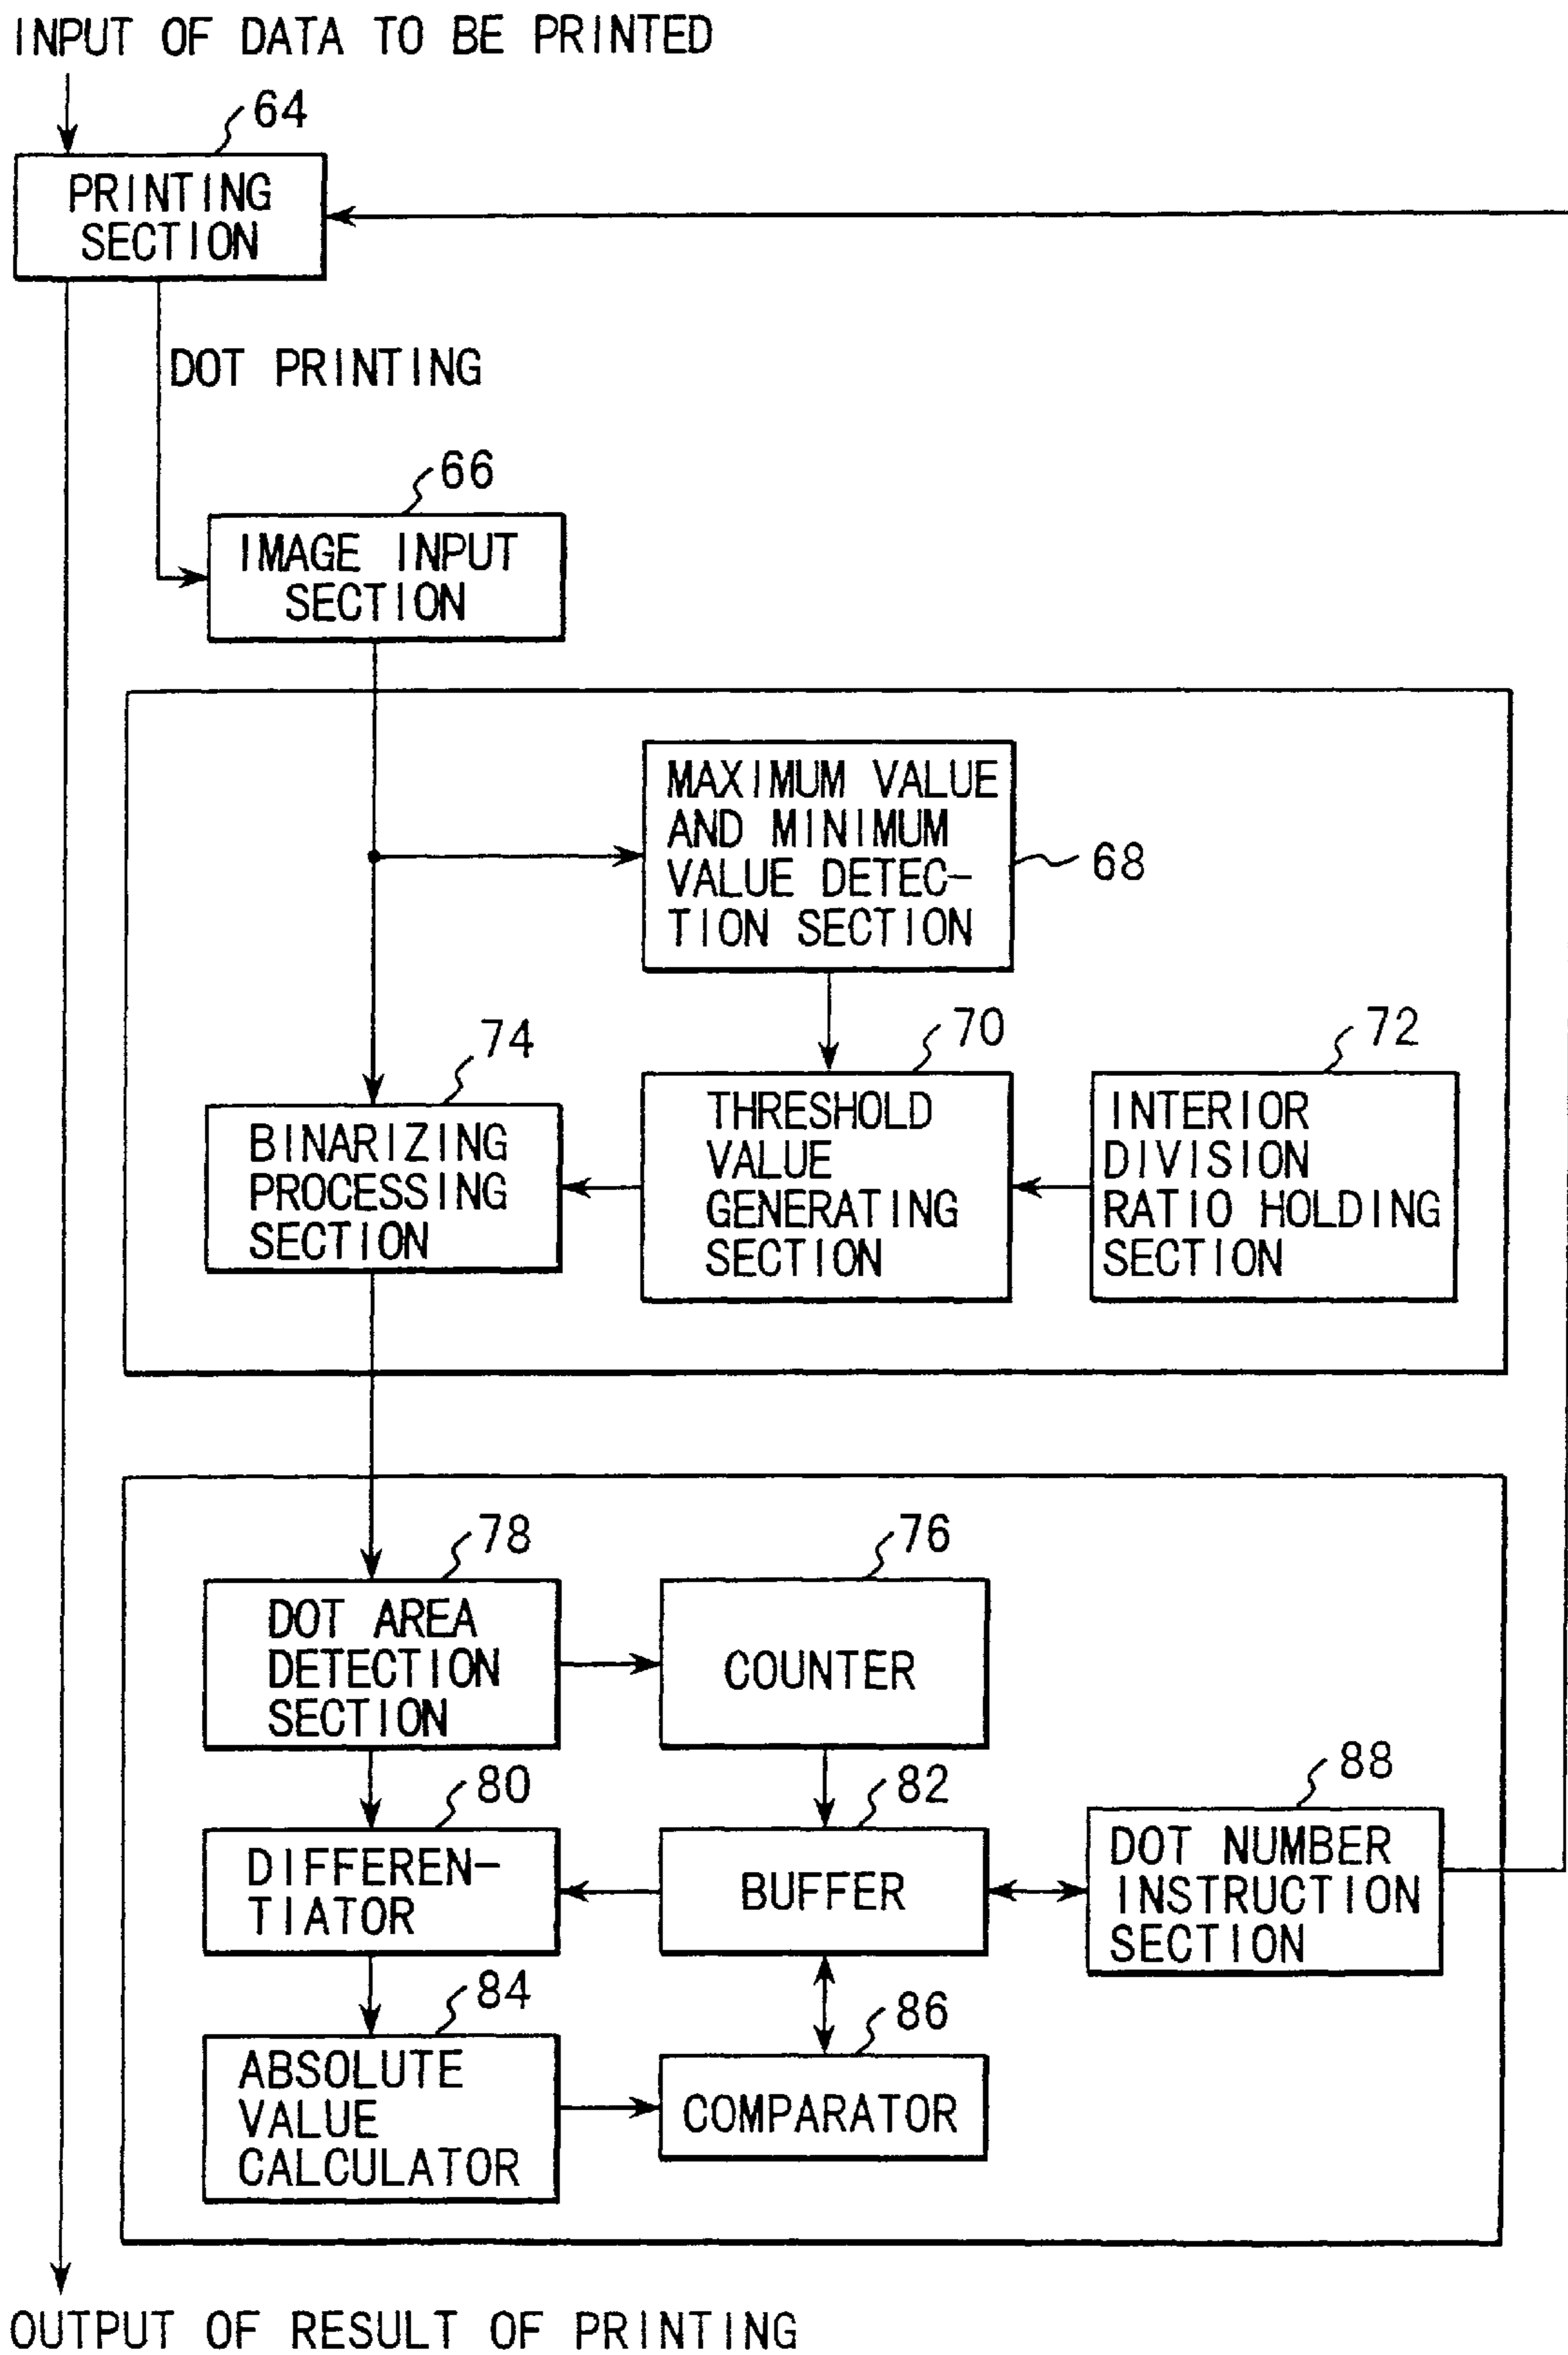 INPUT OF DATA TO BE PRINTED
64
PRINTING
SECTION
DOT PRINTING
66
IMAGE INPUT
SECTION
MAXIMUM VALUE
AND MINIMUM
VALUE DETEC-
TION SECTION
68
74
BINARIZING
PROCESSING
SECTION
70
THRESHOLD
VALUE
GENERATING
SECTION
72
INTERIOR
DIVISION
RATIO HOLDING
SECTION
78
DOT AREA
DETECTION
SECTION
76
COUNTER
80
DIFFEREN-
TIATOR
82
BUFFER
88
DOT NUMBER
INSTRUCTION
SECTION
84
ABSOLUTE
VALUE
CALCULATOR
86
COMPARATOR
OUTPUT OF RESULT OF PRINTING